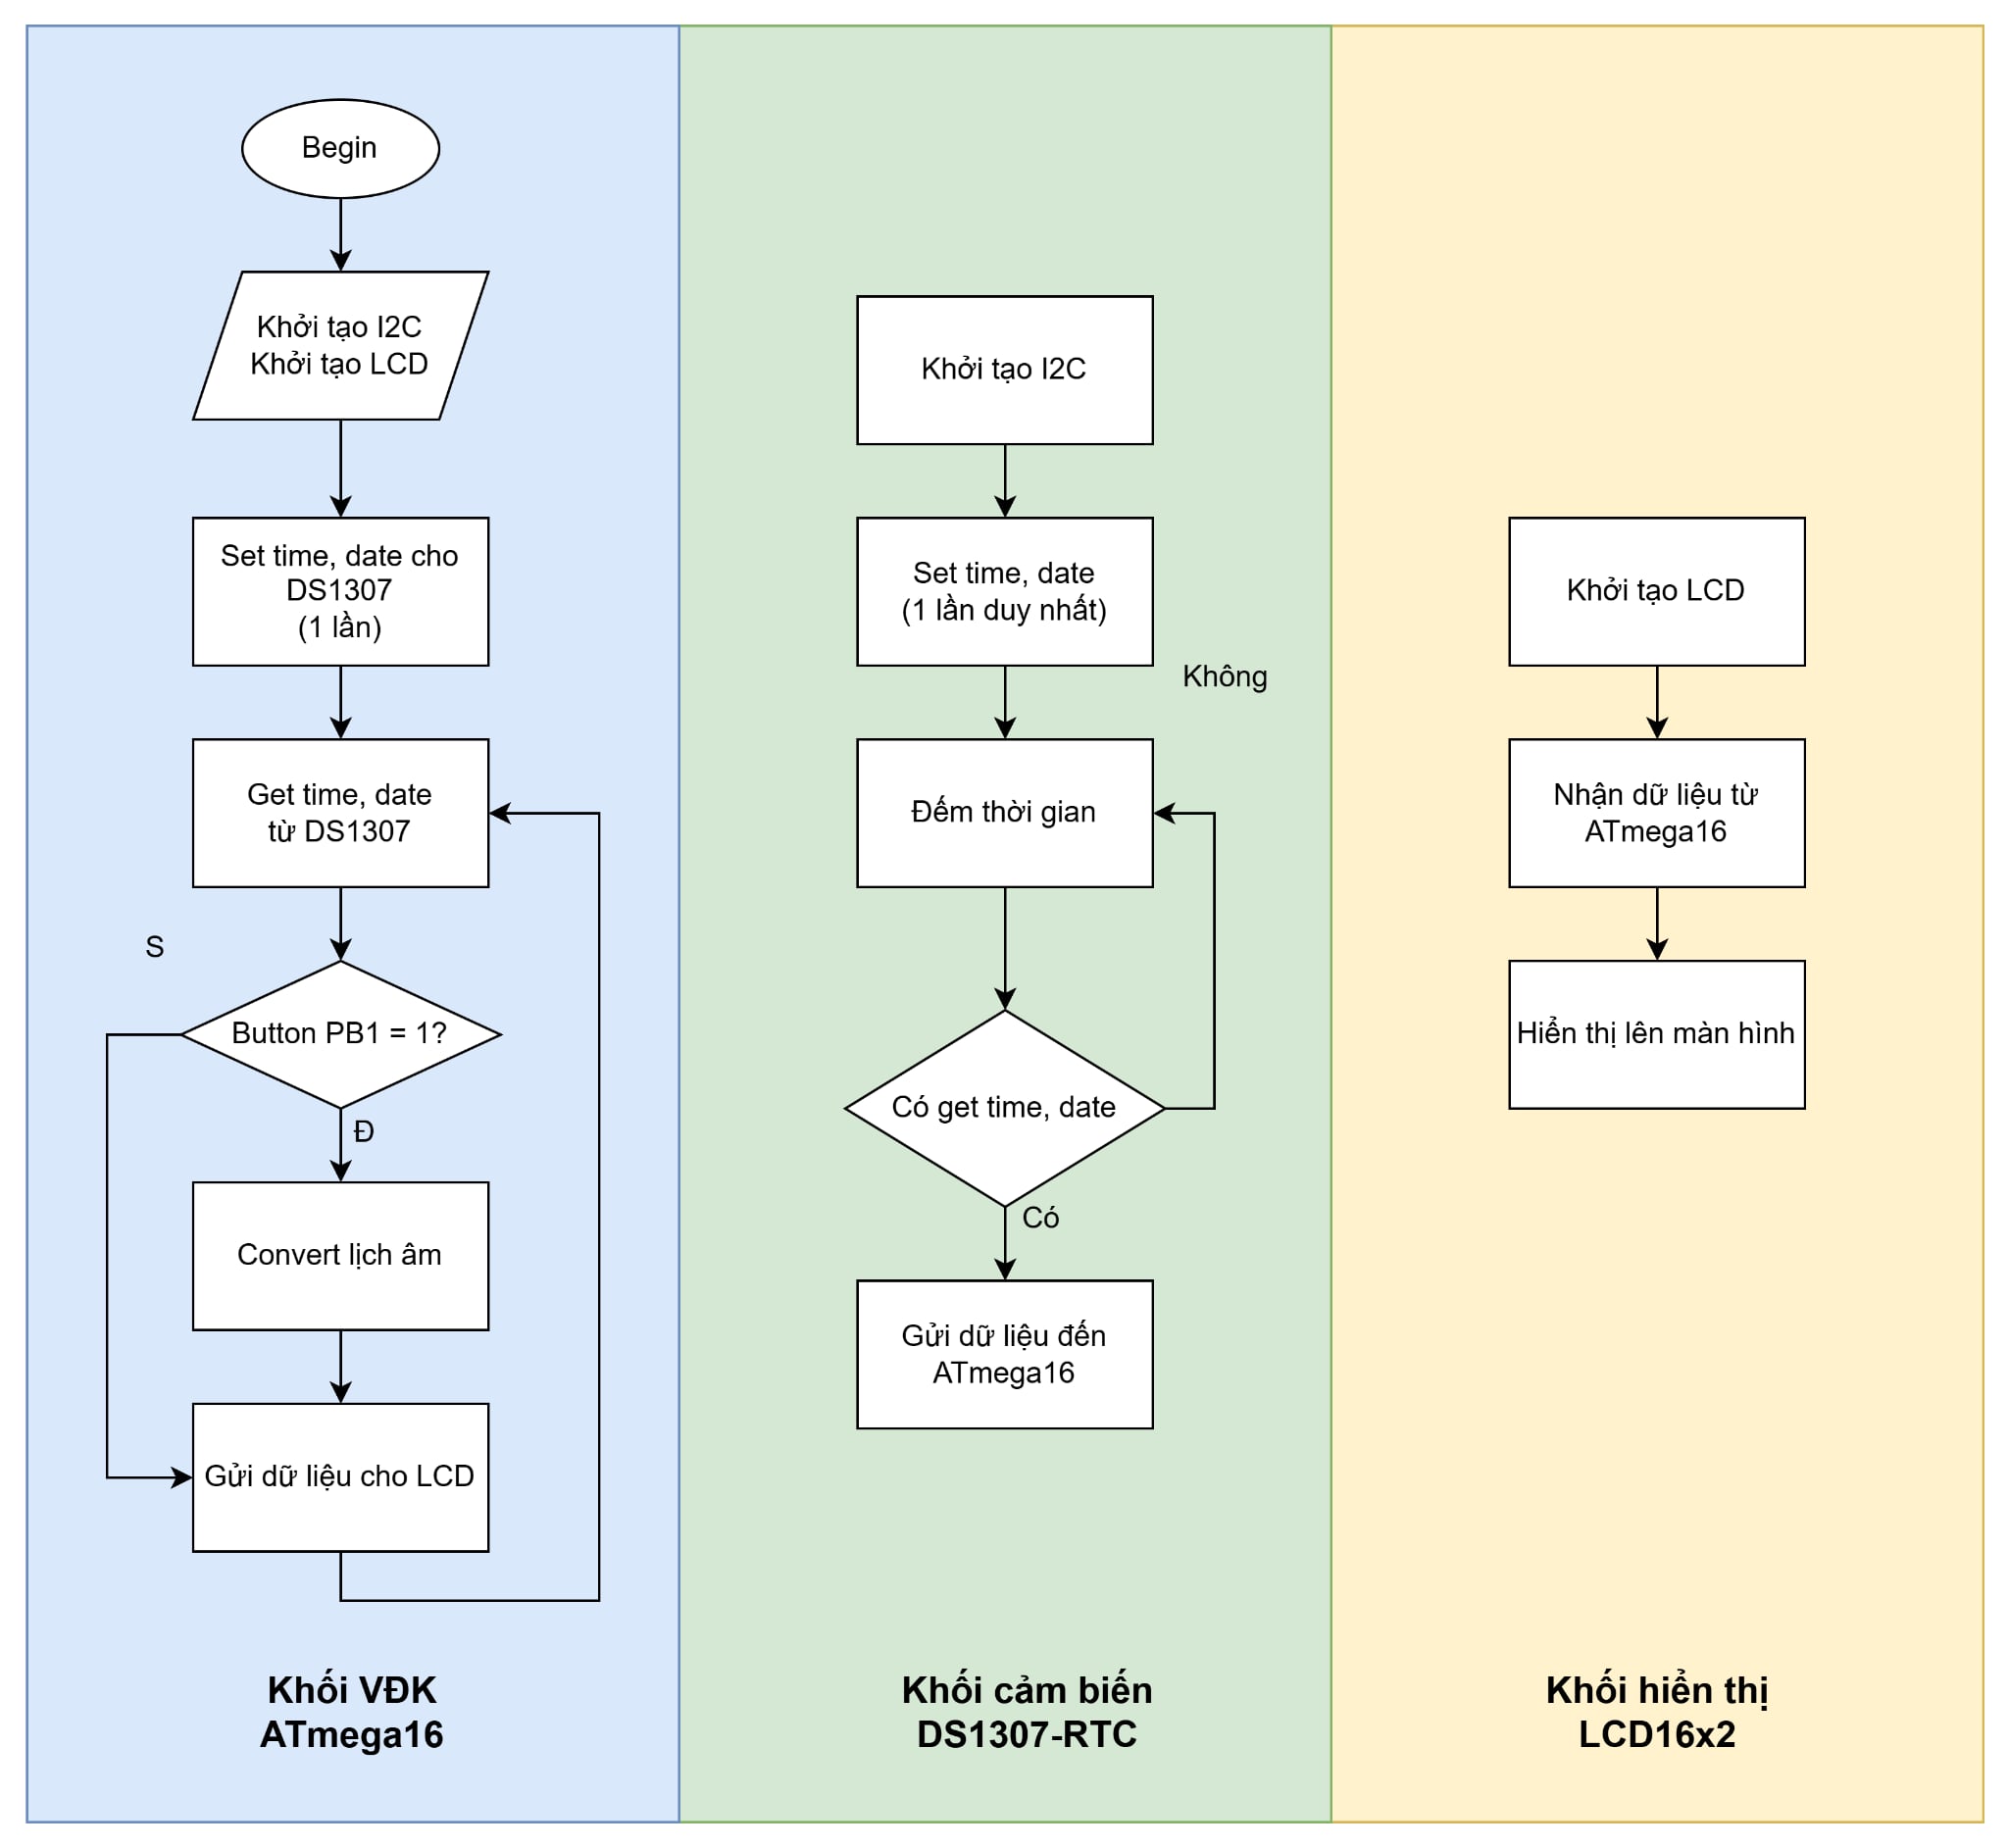 Begin
Khởi tạo I2C
Khởi tạo LCD
Set time, date cho
DS1307
(1 lần)
Get time, date
từ DS1307
S
Button PB1 = 1?
Đ
Convert lịch âm
Gửi dữ liệu cho LCD
Khối VĐK
ATmega16
Khởi tạo I2C
Set time, date
(1 lần duy nhất)
Không
Đếm thời gian
Có get time, date
Có
Gửi dữ liệu đến
ATmega16
Khối cảm biến
DS1307-RTC
Khởi tạo LCD
Nhận dữ liệu từ
ATmega16
Hiển thị lên màn hình
Khối hiển thị
LCD16x2